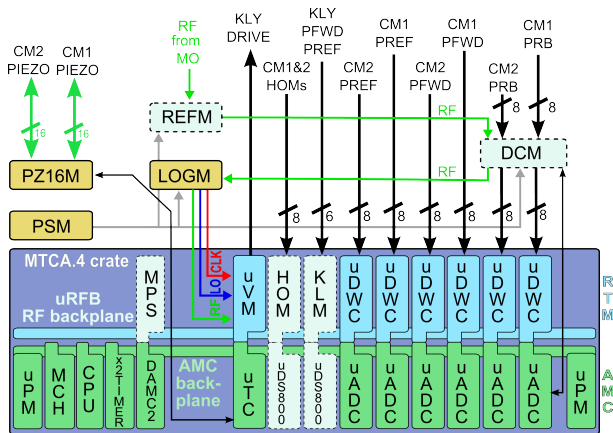 CM2
PIEZO
CM1
PIEZO
RF
from
MO
KLY
DRIVE
CM1&2
HOMs
KLY
PFWD
PREF
CM2
PREF
CM1
PREF
CM2
PFWD
CM1
PFWD
CM2
PRB
CM1
PRB
16
16
8
8
REFM
RF
DCM
PZ16M
LOGM
RF
PSM
8
6
8
8
8
8
8
8
MTCA.4 crate
uRFB
RF backplane
MPS
RF
LO
CLK
uVM
HOM
KLM
uDWC
uDWC
uDWC
uDWC
uDWC
uDWC
RTM
AMC
back-
plane
uPM
MCH
CPU
x2TIMER
DAMC2
uTC
uDS800
uDS800
uADC
uADC
uADC
uADC
uADC
uADC
uPM
AMC